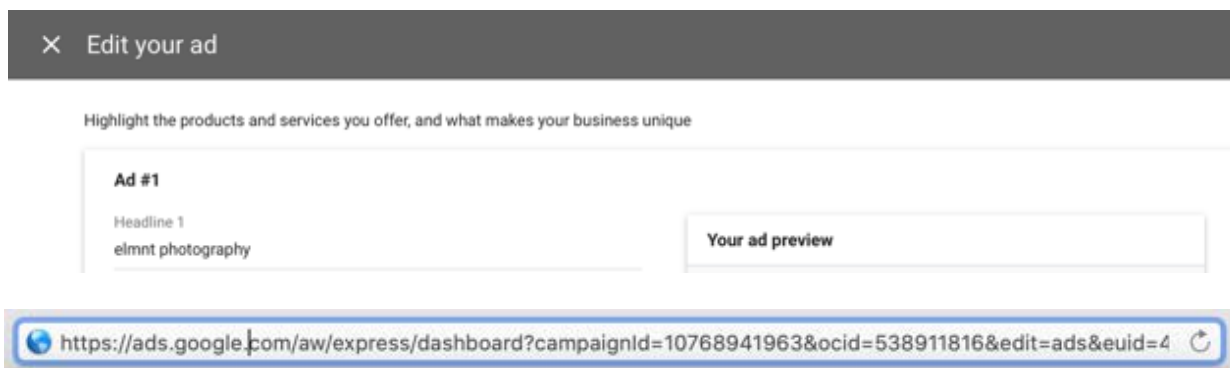 Edit your ad
Highlight the products and services you offer, and what makes your business unique
Ad #1
Headline 1
elmnt photography
Your ad preview
https://ads.google.com/aw/express/dashboard?campaignId=10768941963&ocid=538911816&edit=ads&euid=4